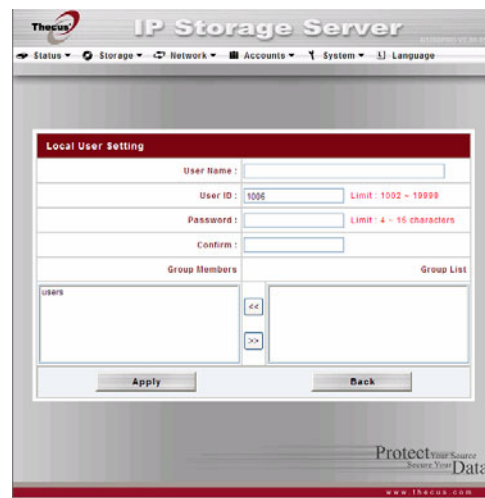 Thecus IP Storage Server
Status Storage Network Accounts System Language
Local User Setting
User Name :
User ID : 1006 Limit : 1002 ~ 19999
Password : Limit : 4 ~ 16 characters
Confirm :
Group Members Group List
users
<<
>>
Apply Back
Protect Your Source
Secure Your Data
www.thecus.com